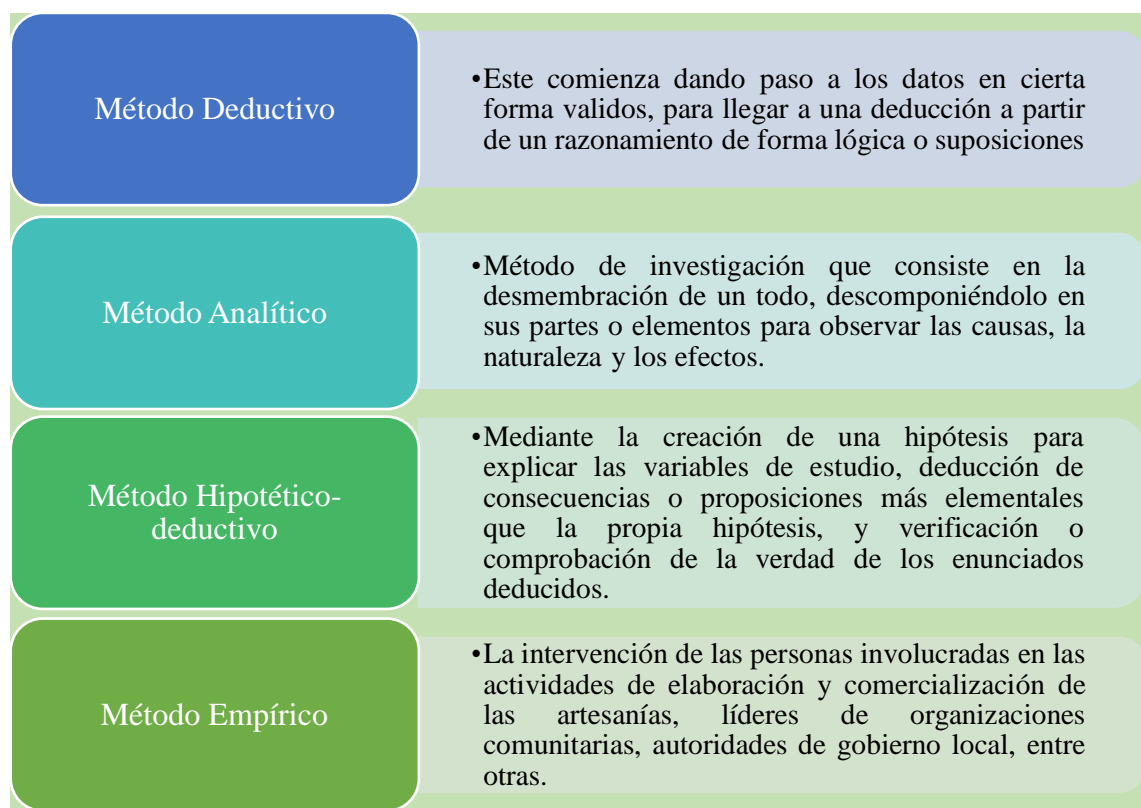 Método Deductivo
•Este comienza dando paso a los datos en cierta
forma validos, para llegar a una deducción a partir
de un razonamiento de forma lógica o suposiciones
Método Analítico
•Método de investigación que consiste en la
desmembración de un todo, descomponiéndolo en
sus partes o elementos para observar las causas, la
naturaleza y los efectos.
Método Hipotético-
deductivo
•Mediante la creación de una hipótesis para
explicar las variables de estudio, deducción de
consecuencias o proposiciones más elementales
que la propia hipótesis, y verificación o
comprobación de la verdad de los enunciados
deducidos.
Método Empírico
•La intervención de las personas involucradas en las
actividades de elaboración y comercialización de
las artesanías, líderes de organizaciones
comunitarias, autoridades de gobierno local, entre
otras.